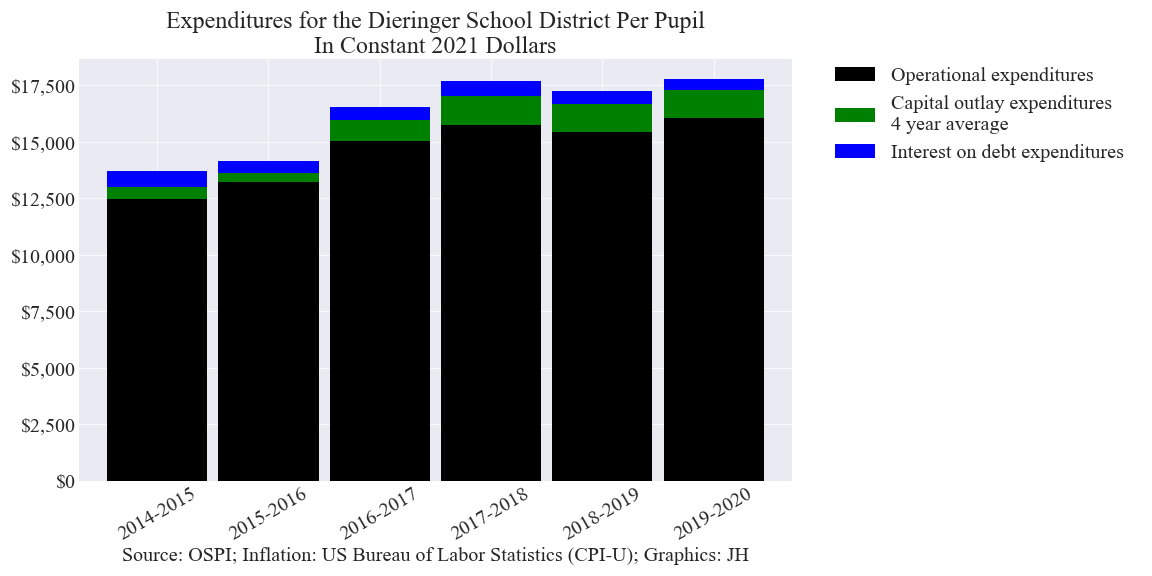 Expenditures for the Dieringer School District Per Pupil
In Constant 2021 Dollars
$17,500
$15,000
$12,500
$10,000
$7,500
$5,000
$2,500
$0
2014-2015
2015-2016
2016-2017
2017-2018
2018-2019
2019-2020
Source: OSPI; Inflation: US Bureau of Labor Statistics (CPI-U); Graphics: JH
Operational expenditures
Capital outlay expenditures
4 year average
Interest on debt expenditures